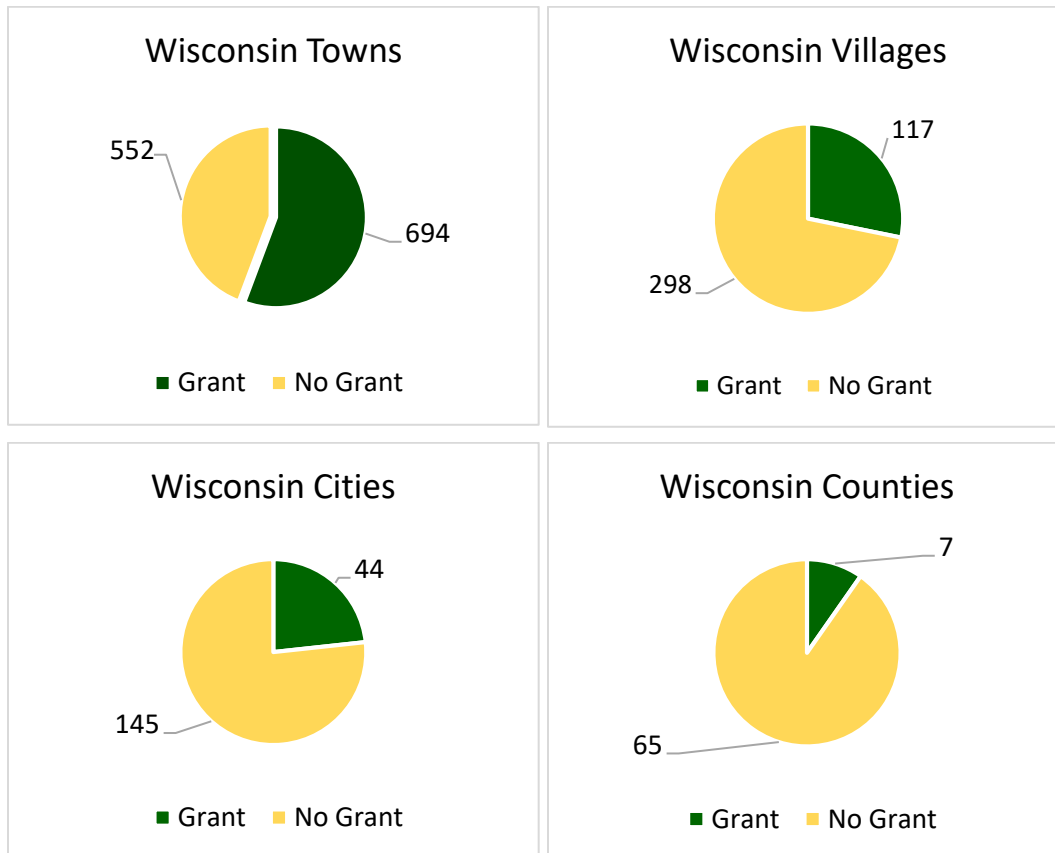 Wisconsin Towns
552
694
Grant No Grant
Wisconsin Villages
117
298
Grant No Grant
Wisconsin Cities
44
145
Grant No Grant
Wisconsin Counties
7
65
Grant No Grant